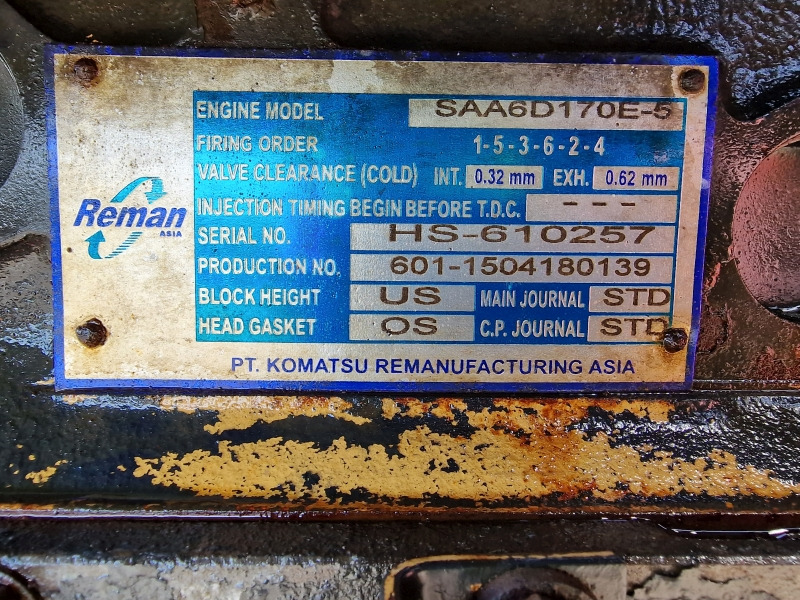 ENGINE MODEL SAA6D170E-5
FIRING ORDER 1-5-3-6-2-4
VALVE CLEARANCE (COLD) INT. 0.32 mm EXH. 0.62 mm
INJECTION TIMING BEGIN BEFORE T.D.C. - - -
Reman
ASIA
SERIAL NO. HS-610257
PRODUCTION NO. 601-1504180139
BLOCK HEIGHT US MAIN JOURNAL STD
HEAD GASKET OS C.P. JOURNAL STD
PT. KOMATSU REMANUFACTURING ASIA